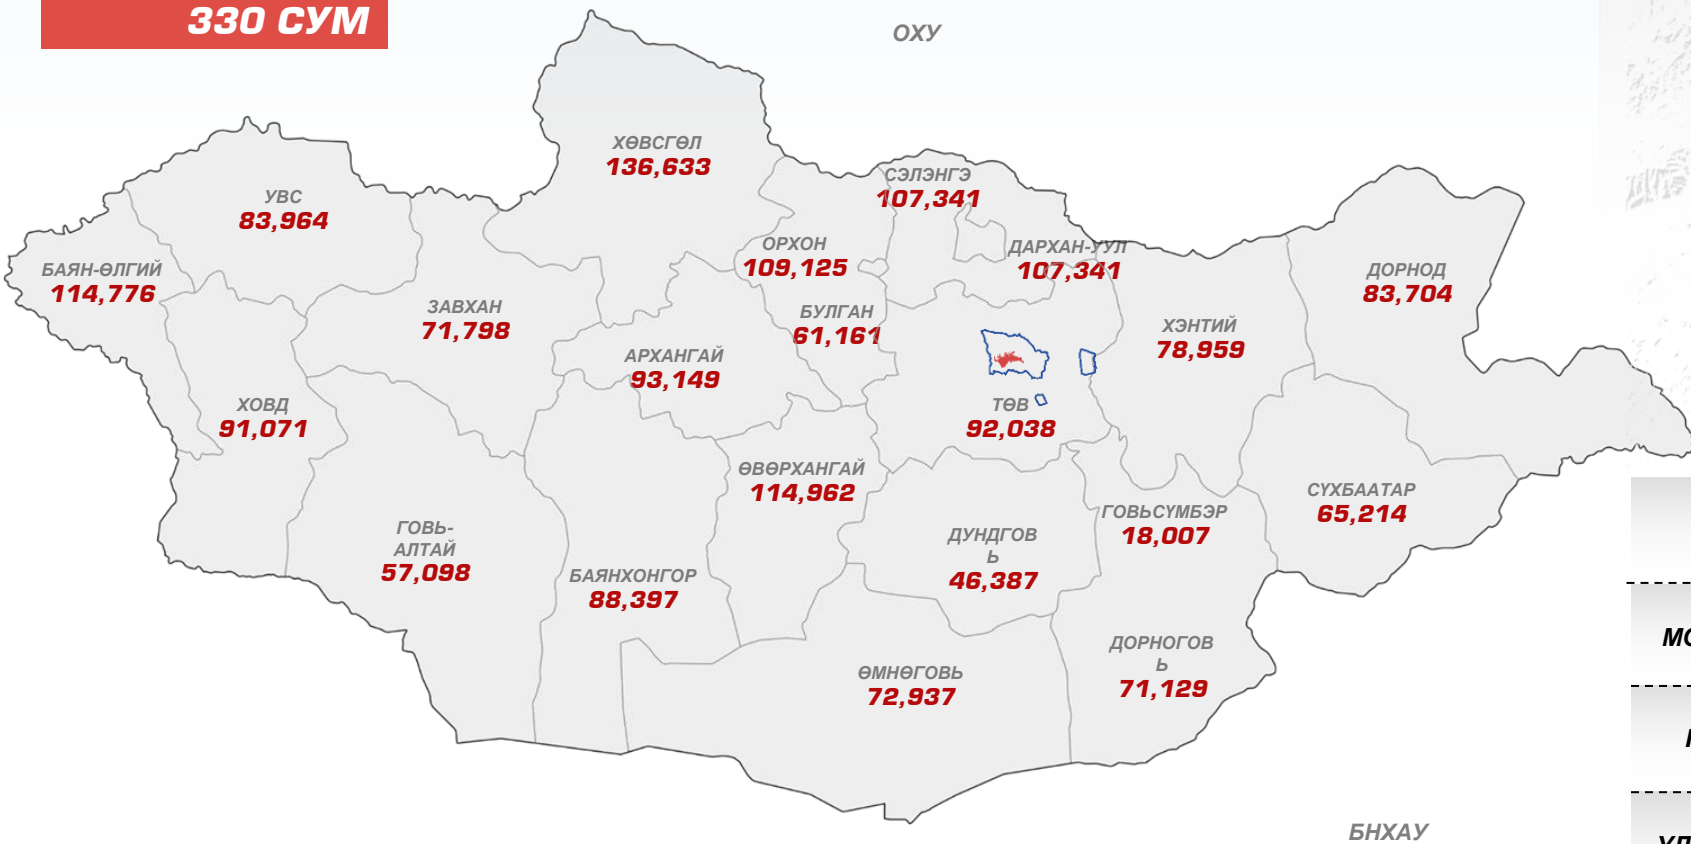 330 СУМ
ОХУ
ХӨВСГӨЛ
136,633
СЭЛЭНГЭ
107,341
УВС
83,964
ОРХОН
109,125
ДАРХАН-УУЛ
107,341
БАЯН-ӨЛГИЙ
114,776
ДОРНОД
83,704
ЗАВХАН
71,798
БУЛГАН
61,161
ХЭНТИЙ
78,959
АРХАНГАЙ
93,149
ХОВД
91,071
ТӨВ
92,038
ӨВӨРХАНГАЙ
114,962
СҮХБААТАР
65,214
ГОВЬСҮМБЭР
18,007
ГОВЬ-
АЛТАЙ
57,098
ДУНДГОВ
Ь
46,387
БАЯНХОНГОР
88,397
ДОРНОГОВ
Ь
71,129
ӨМНӨГОВЬ
72,937
БНХАУ